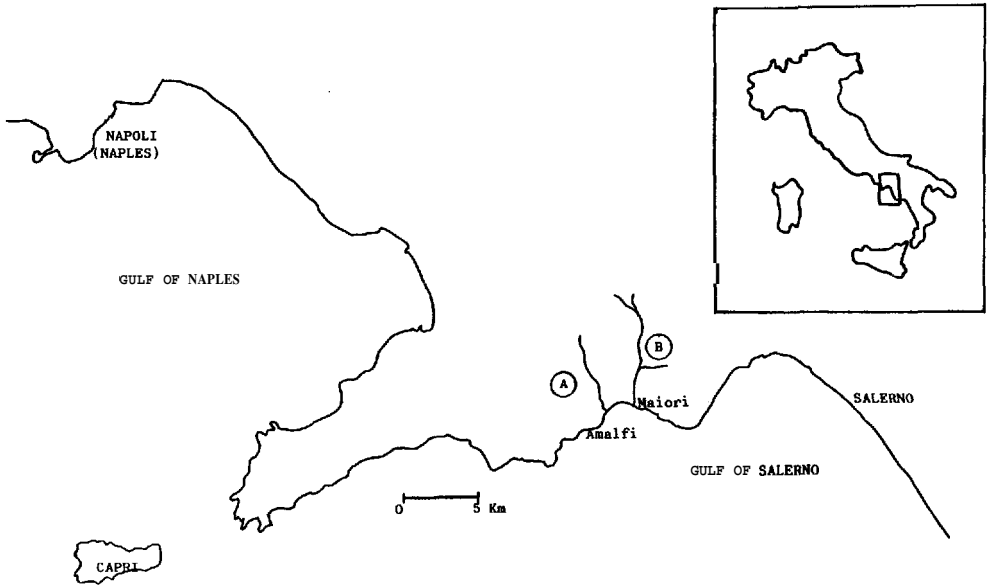 NAPOLI
(NAPLES)
GULF OF NAPLES
B
A
Maiori
SALERNO
Amalfi
GULF OF SALERNO
0 5 Km
CAPRI